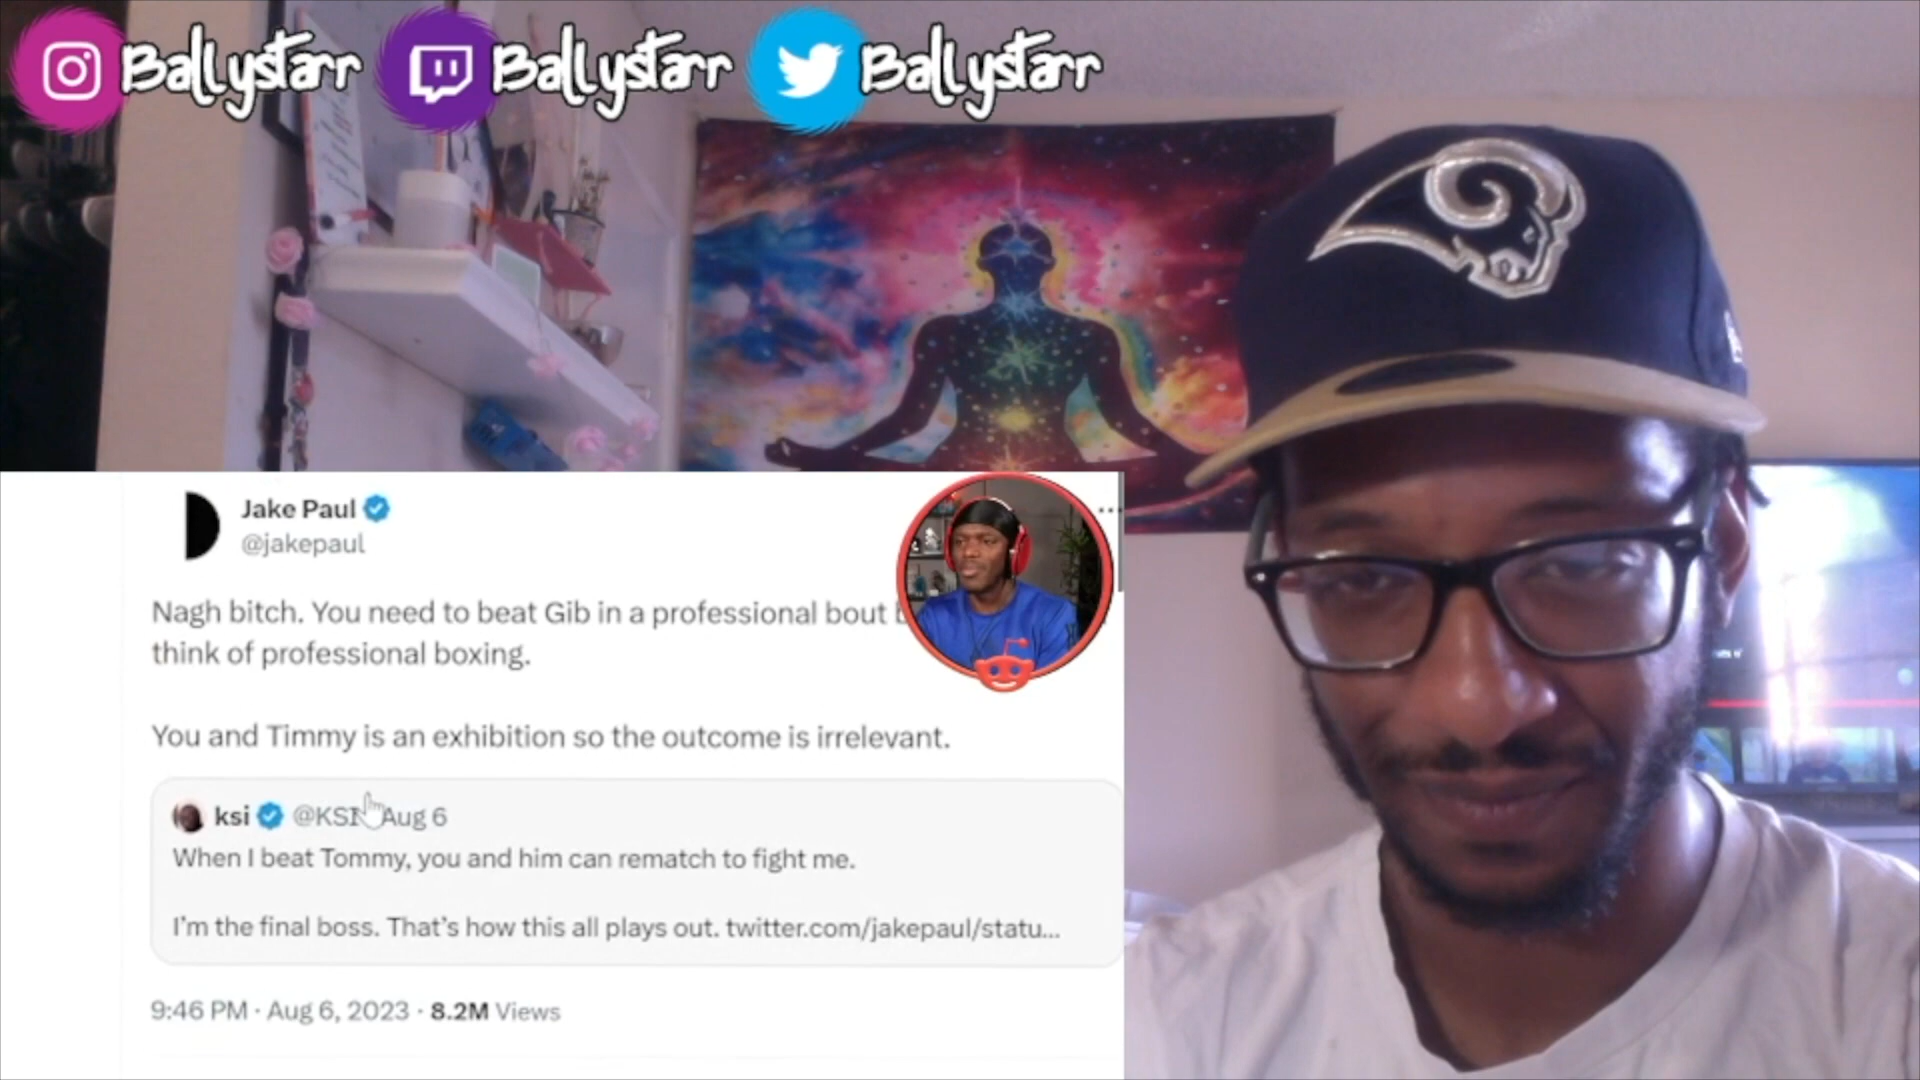 Ballystarr Ballystarr Ballystarr
Jake Paul
@jakepaul
Nagh bitch. You need to beat Gib in a professional bout
think of professional boxing.
You and Timmy is an exhibition so the outcome is irrelevant.
ksi @KSI Aug 6
When I beat Tommy, you and him can rematch to fight me.
I'm the final boss. That's how this all plays out. twitter.com/jakepaul/statu...
9:46 PM · Aug 6, 2023 · 8.2M Views